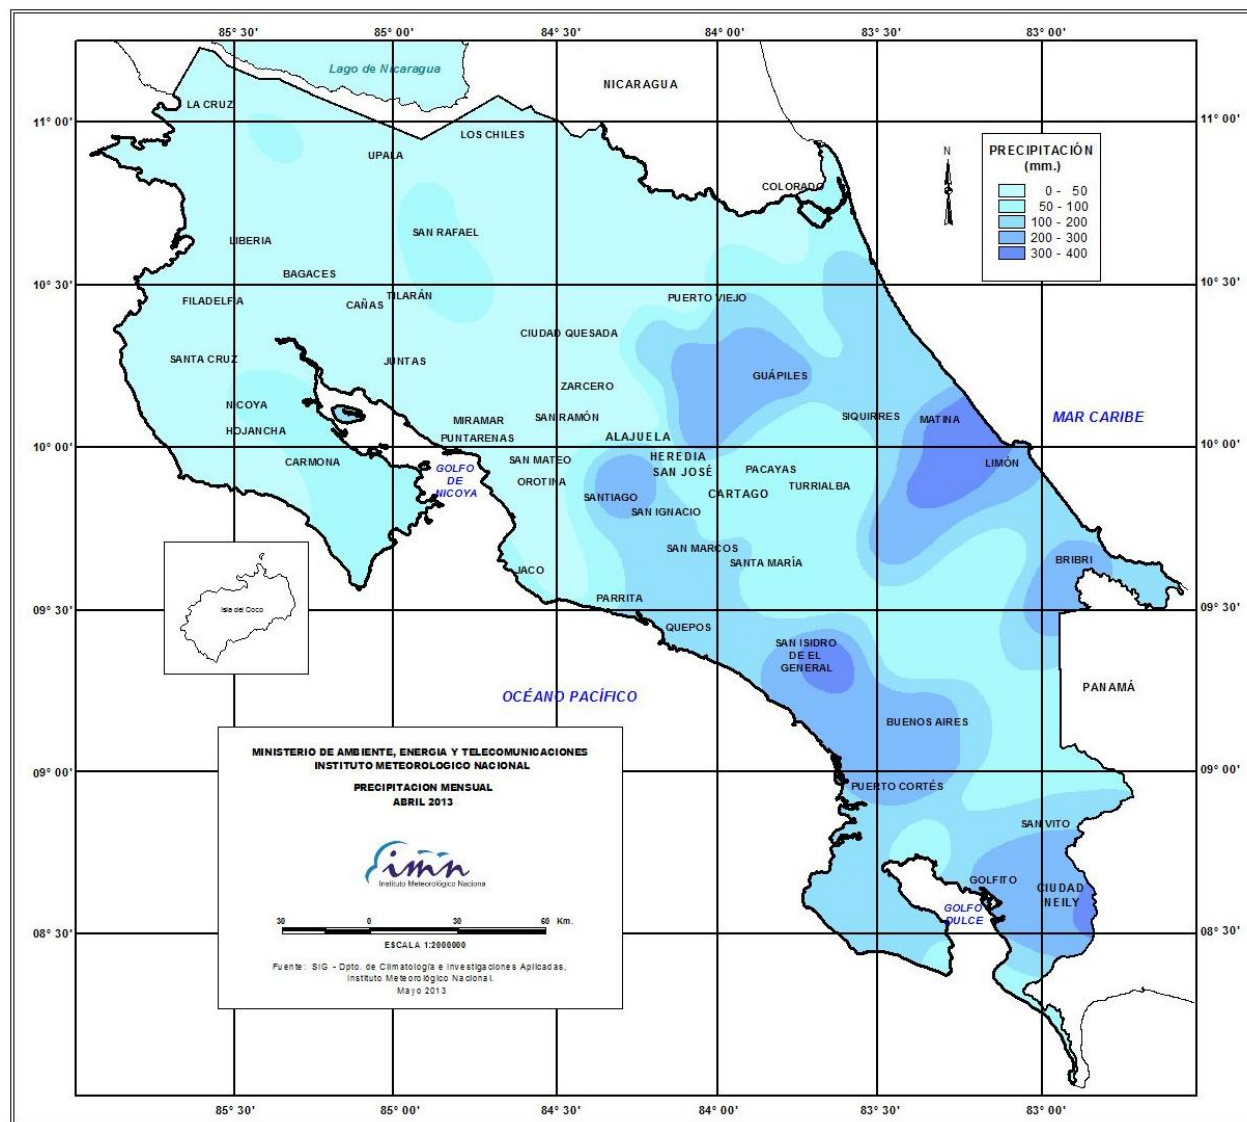 85° 30'
85° 00'
84° 30'
84° 00'
83° 30'
83° 00'
Lago de Nicaragua
NICARAGUA
LA CRUZ
11° 00'
11° 00'
LOS CHILES
UPALA
PRECIPITACIÓN
(mm.)
0 - 50
50 - 100
100 - 200
200 - 300
300 - 400
N
COLORADO
LIBERIA
SAN RAFAEL
BAGACES
10° 30'
10° 30'
FILADELFIA
CAÑAS
TILARÁN
PUERTO VIEJO
CIUDAD QUESADA
SANTA CRUZ
JUNTAS
ZARCERO
GUÁPILES
NICOYA
MIRAMAR
SAN RAMÓN
SIQUIRRES
MATINA
MAR CARIBE
HOJANCHA
PUNTARENAS
ALAJUELA
10° 00'
10° 00'
CARMONA
GOLFO
DE
NICOYA
SAN MATEO
HEREDIA
SAN JOSÉ
PACAYAS
LIMÓN
OROTINA
SANTIAGO
CARTAGO
TURRIALBA
SAN IGNACIO
SAN MARCOS
SANTA MARÍA
BRIBRI
JACO
Isla del Coco
PARRITA
09° 30'
09° 30'
QUEPOS
SAN ISIDRO
DE EL
GENERAL
OCÉANO PACÍFICO
PANAMÁ
BUENOS AIRES
MINISTERIO DE AMBIENTE, ENERGIA Y TELECOMUNICACIONES
INSTITUTO METEOROLOGICO NACIONAL
PRECIPITACION MENSUAL
ABRIL 2013
09° 00'
09° 00'
PUERTO CORTÉS
SAN VITO
imn
Instituto Meteorológico Naciona
GOLFITO
CIUDAD
NEILY
GOLFO
DULCE
30
0
30
60 Km.
ESCALA 1:2000000
08° 30'
08° 30'
Fuente: SIG - Dpto. de Climatología e Investigaciones Aplicadas,
Instituto Meteorológico Nacional.
Mayo 2013
85° 30'
85° 00'
84° 30'
84° 00'
83° 30'
83° 00'